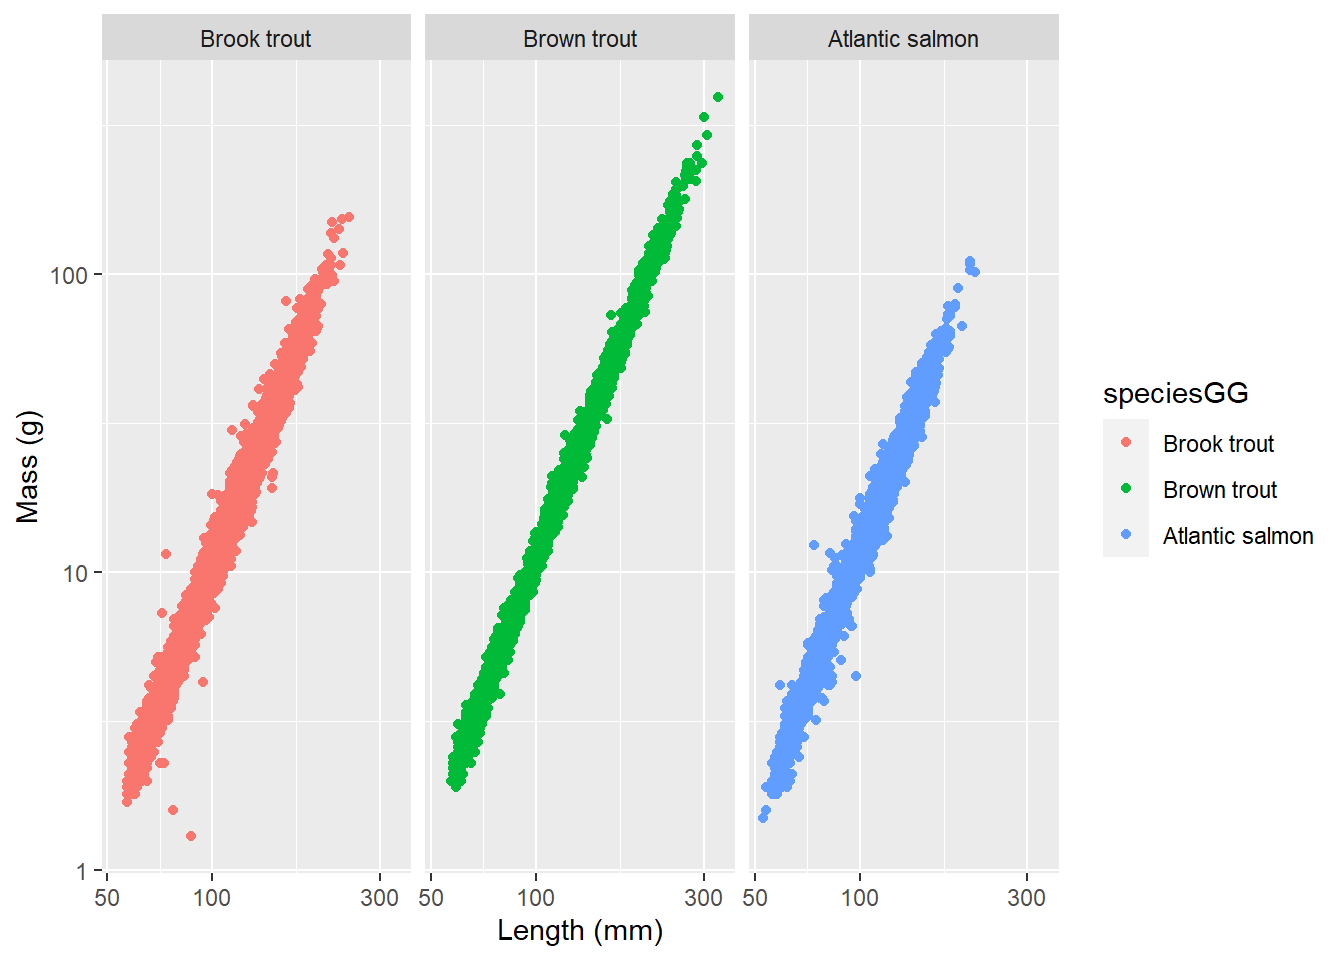 Brook trout
Brown trout
Atlantic salmon
100
10
1
Mass (g)
50
100
300
50
100
300
50
100
300
Length (mm)
speciesGG
Brook trout
Brown trout
Atlantic salmon